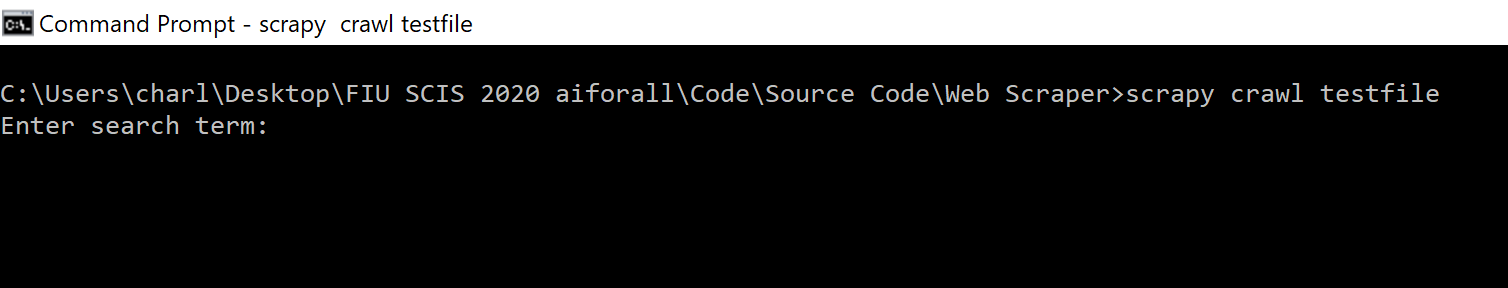 Command Prompt - scrapy  crawl testfile
C:\Users\charl\Desktop\FIU SCIS 2020 aiforall\Code\Source Code\Web Scraper>scrapy crawl testfile
Enter search term: